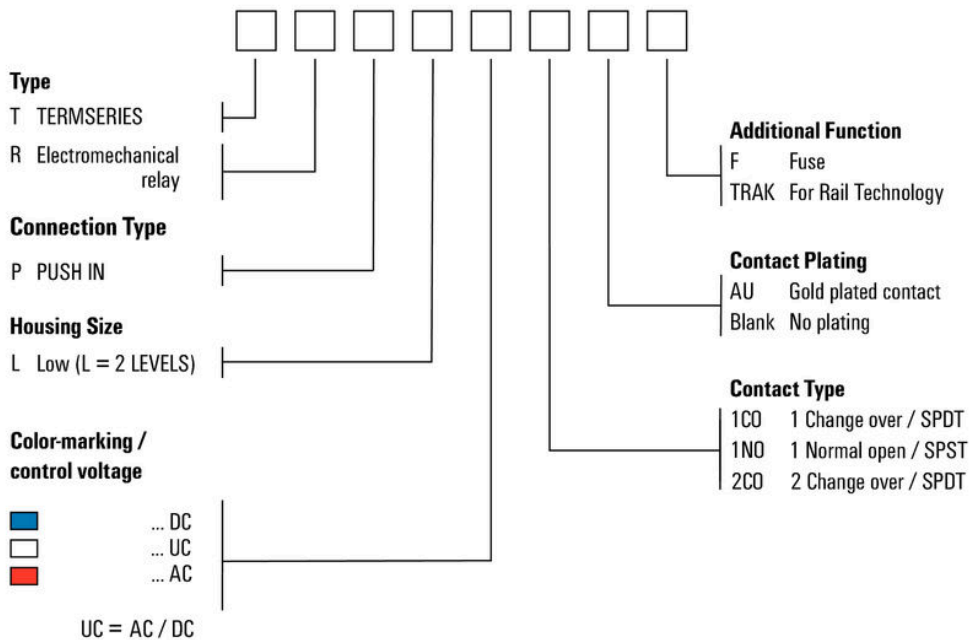 Type
T TERMSERIES
R Electromechanical
relay
Connection Type
P PUSH IN
Housing Size
L Low (L = 2 LEVELS)
Color-marking /
control voltage
... DC
... UC
... AC
UC = AC / DC
Additional Function
F Fuse
TRAK For Rail Technology
Contact Plating
AU Gold plated contact
Blank No plating
Contact Type
1CO 1 Change over / SPDT
1NO 1 Normal open / SPST
2CO 2 Change over / SPDT